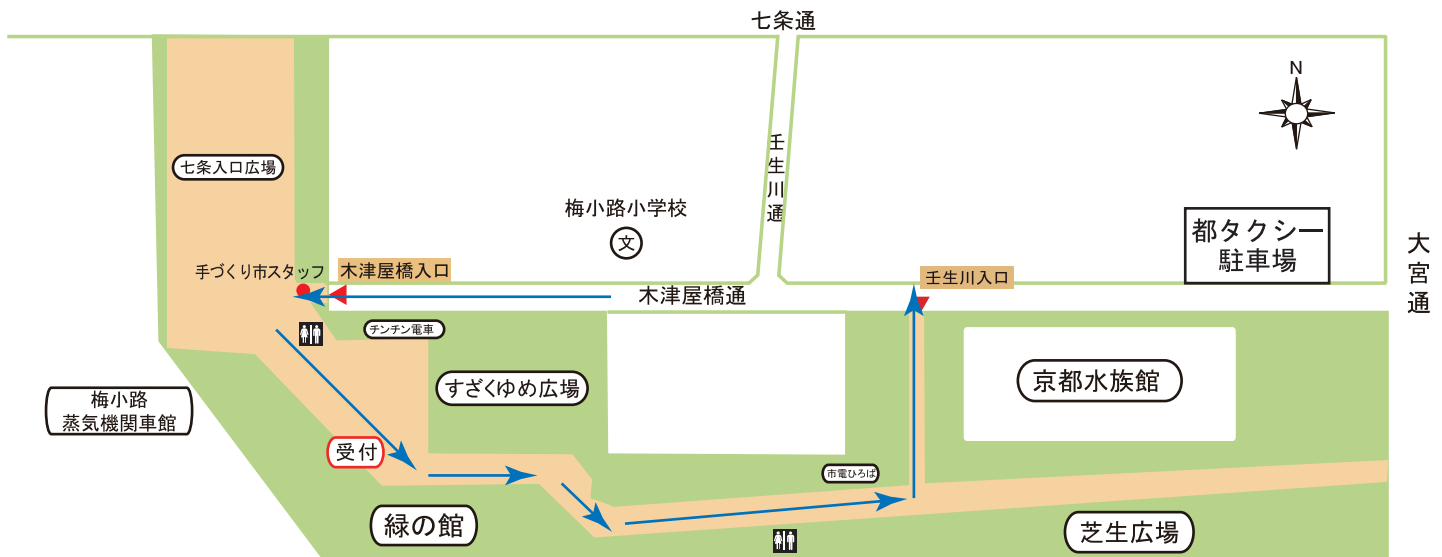 七条通
N
七条入口広場
壬生川通
梅小路小学校
文
都タクシー
駐車場
大宮通
手づくり市スタッフ
木津屋橋入口
壬生川入口
木津屋橋通
チンチン電車
すざくゆめ広場
京都水族館
梅小路
蒸気機関車館
受付
市電ひろば
緑の館
芝生広場